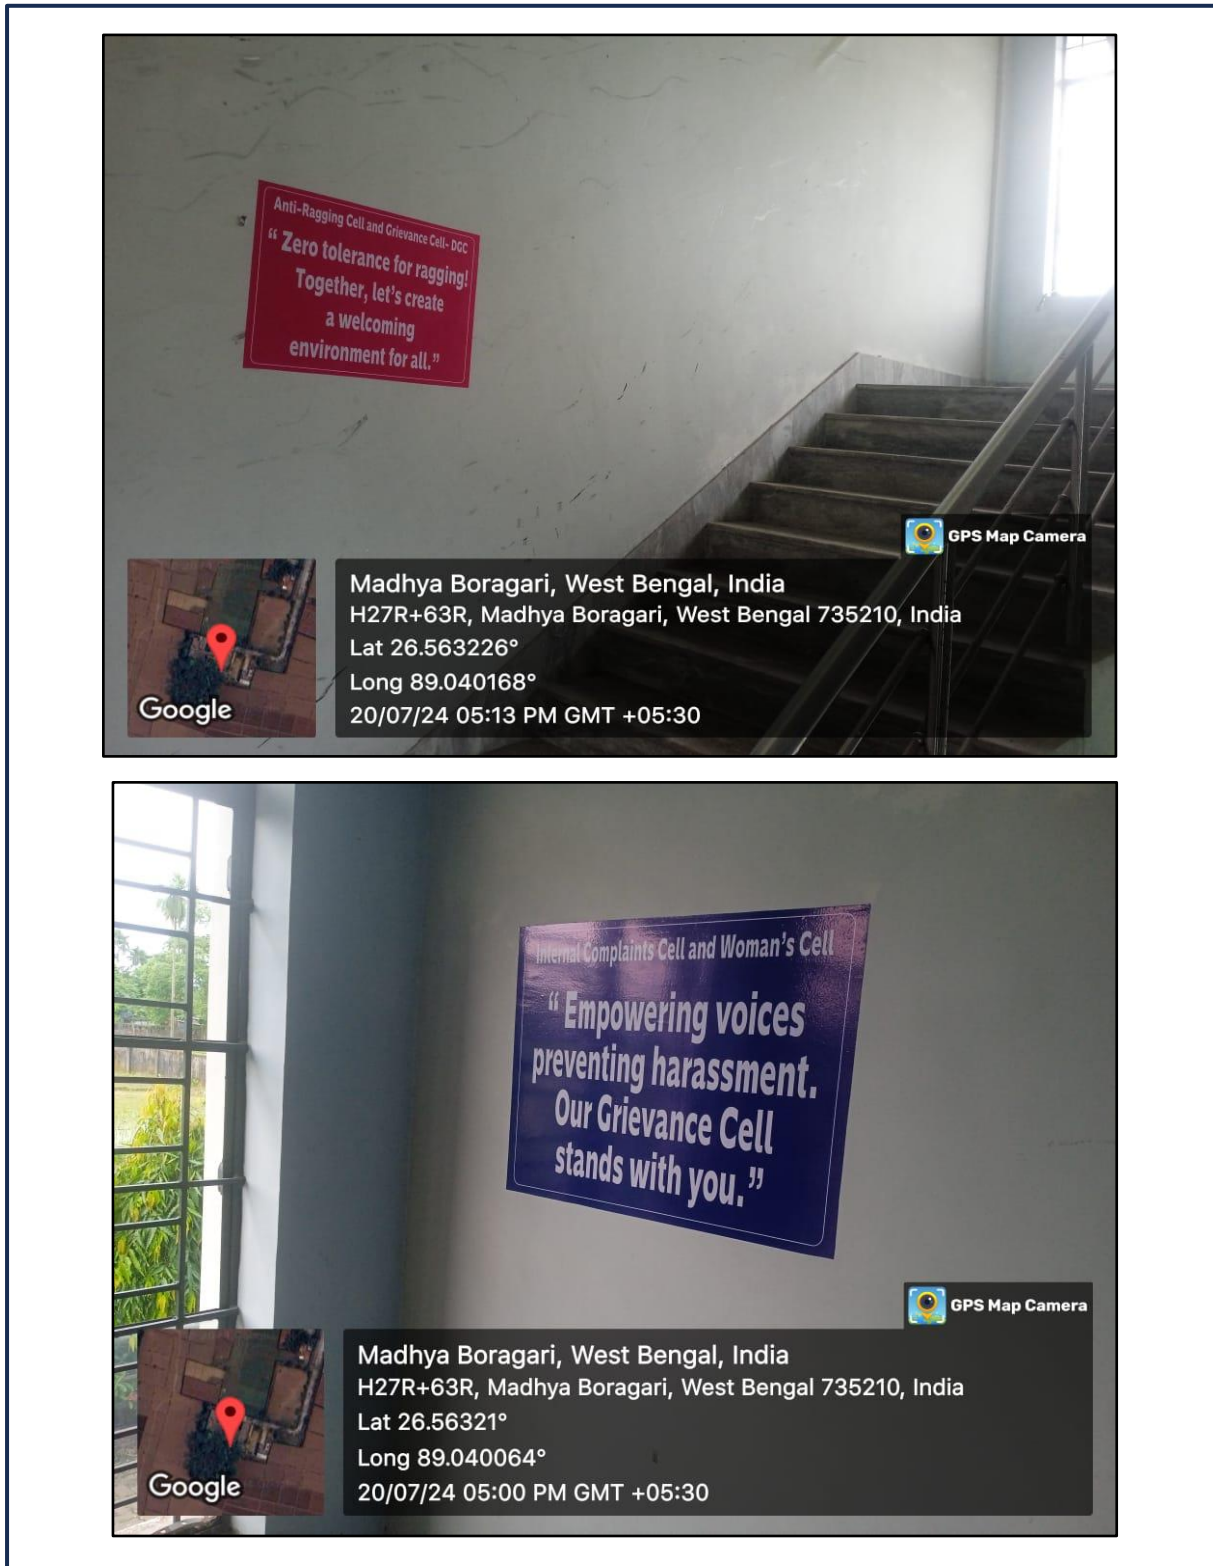 Anti-Ragging Cell and Grievance Cell- DGC
“ Zero tolerance for ragging!
Together, let's create
a welcoming
environment for all.”
GPS Map Camera
Madhya Boragari, West Bengal, India
H27R+63R, Madhya Boragari, West Bengal 735210, India
Lat 26.563226°
Long 89.040168°
20/07/24 05:13 PM GMT +05:30
Google
Internal Complaints Cell and Woman's Cell
“ Empowering voices
preventing harassment.
Our Grievance Cell
stands with you.”
GPS Map Camera
Madhya Boragari, West Bengal, India
H27R+63R, Madhya Boragari, West Bengal 735210, India
Lat 26.56321°
Long 89.040064°
20/07/24 05:00 PM GMT +05:30
Google